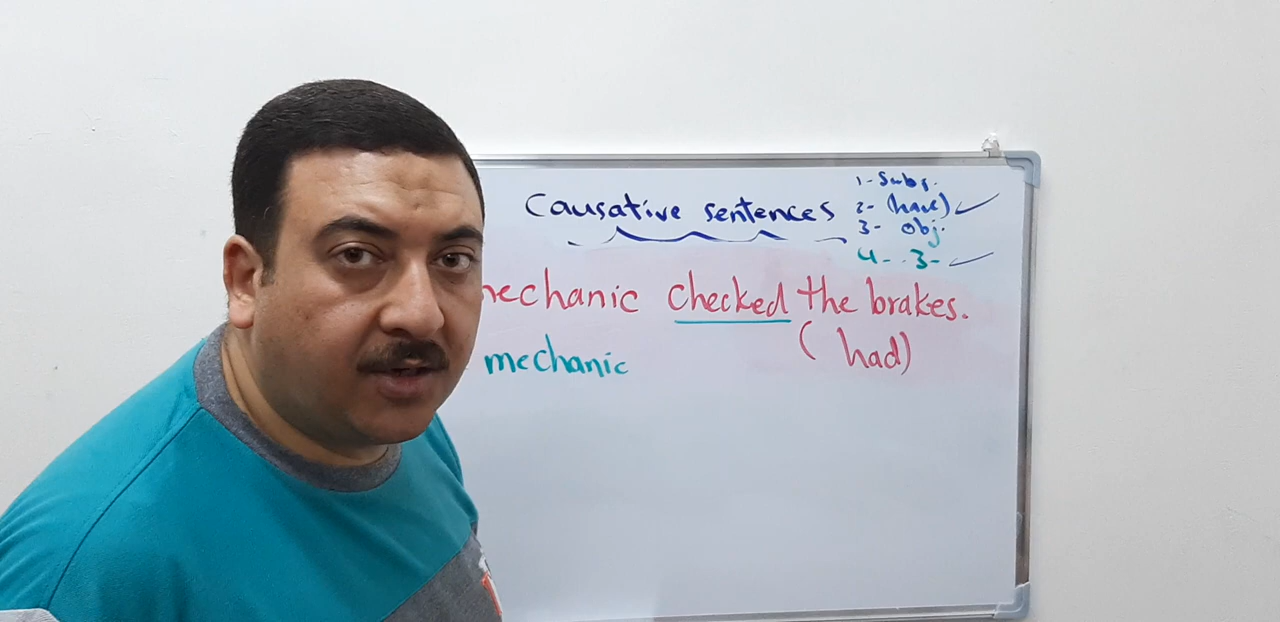 Causative sentences
1- Subj.
2- (have) ✓
3- obj.
4- .3- ✓
mechanic checked the brakes.
( had)
mechanic